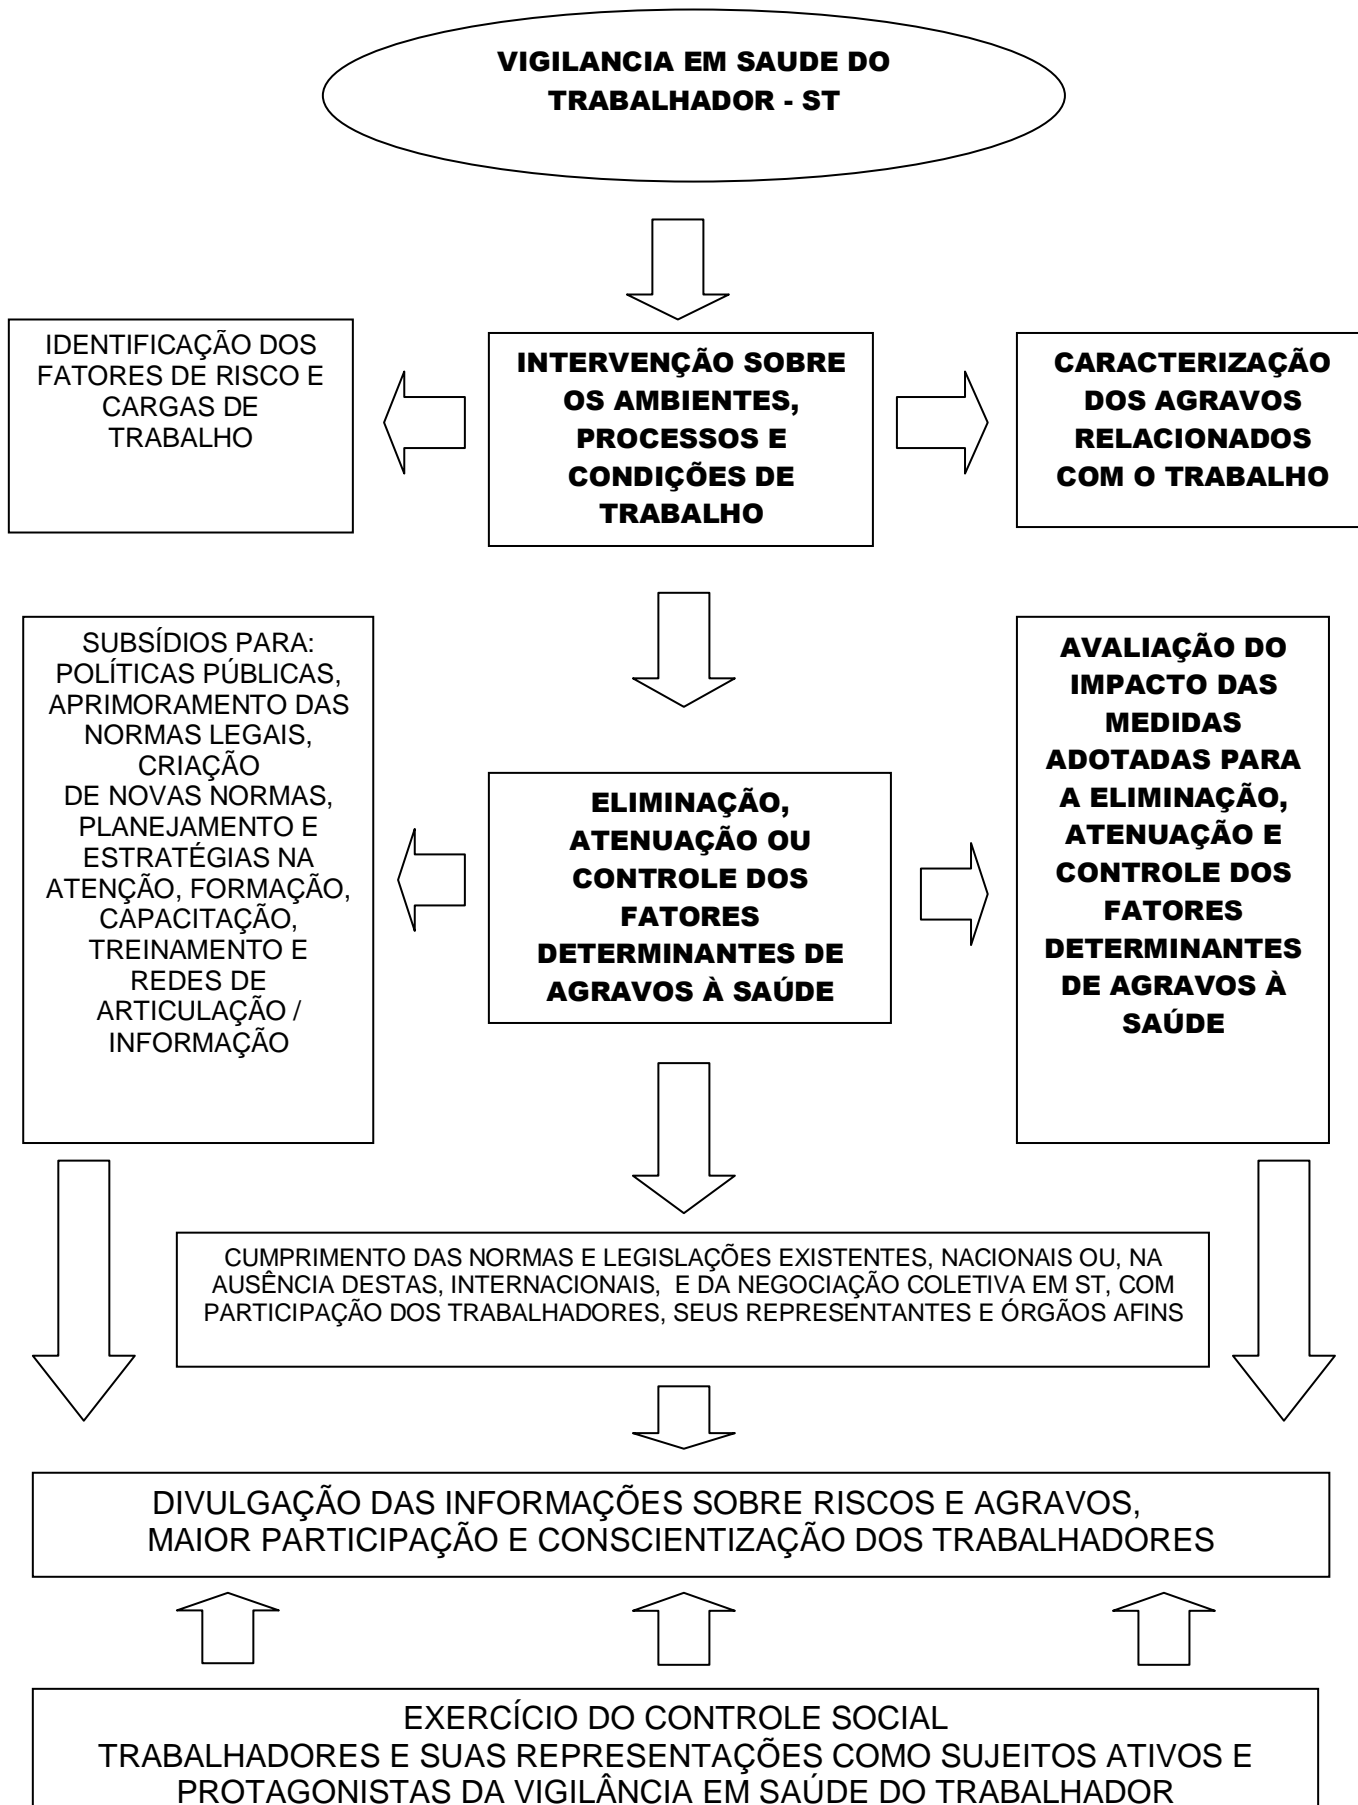 VIGILANCIA EM SAUDE DO
TRABALHADOR - ST
IDENTIFICAÇÃO DOS
FATORES DE RISCO E
CARGAS DE
TRABALHO
INTERVENÇÃO SOBRE
OS AMBIENTES,
PROCESSOS E
CONDIÇÕES DE
TRABALHO
CARACTERIZAÇÃO
DOS AGRAVOS
RELACIONADOS
COM O TRABALHO
SUBSÍDIOS PARA:
POLÍTICAS PÚBLICAS,
APRIMORAMENTO DAS
NORMAS LEGAIS,
CRIAÇÃO
DE NOVAS NORMAS,
PLANEJAMENTO E
ESTRATÉGIAS NA
ATENÇÃO, FORMAÇÃO,
CAPACITAÇÃO,
TREINAMENTO E
REDES DE
ARTICULAÇÃO /
INFORMAÇÃO
ELIMINAÇÃO,
ATENUAÇÃO OU
CONTROLE DOS
FATORES
DETERMINANTES DE
AGRAVOS À SAÚDE
AVALIAÇÃO DO
IMPACTO DAS
MEDIDAS
ADOTADAS PARA
A ELIMINAÇÃO,
ATENUAÇÃO E
CONTROLE DOS
FATORES
DETERMINANTES
DE AGRAVOS À
SAÚDE
CUMPRIMENTO DAS NORMAS E LEGISLAÇÕES EXISTENTES, NACIONAIS OU, NA
AUSÊNCIA DESTAS, INTERNACIONAIS, E DA NEGOCIAÇÃO COLETIVA EM ST, COM
PARTICIPAÇÃO DOS TRABALHADORES, SEUS REPRESENTANTES E ÓRGÃOS AFINS
DIVULGAÇÃO DAS INFORMAÇÕES SOBRE RISCOS E AGRAVOS,
MAIOR PARTICIPAÇÃO E CONSCIENTIZAÇÃO DOS TRABALHADORES
EXERCÍCIO DO CONTROLE SOCIAL
TRABALHADORES E SUAS REPRESENTAÇÕES COMO SUJEITOS ATIVOS E
PROTAGONISTAS DA VIGILÂNCIA EM SAÚDE DO TRABALHADOR